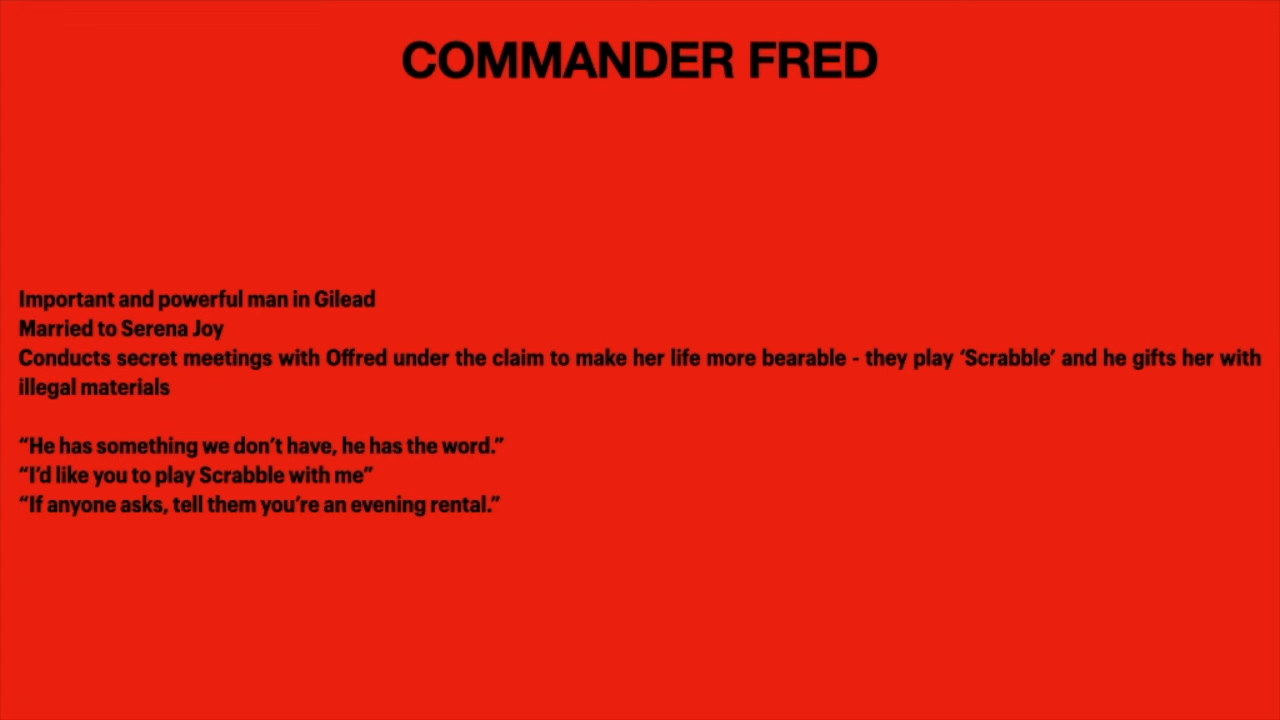 COMMANDER FRED
Important and powerful man in Gilead
Married to Serena Joy
Conducts secret meetings with Offred under the claim to make her life more bearable - they play ‘Scrabble’ and he gifts her with
illegal materials
“He has something we don’t have, he has the word.”
“I’d like you to play Scrabble with me”
“If anyone asks, tell them you’re an evening rental.”